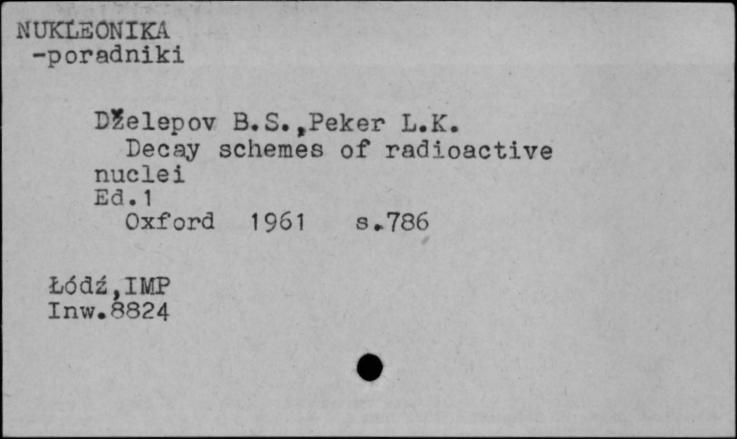 NUKLEONIKA
-poradniki
Dželepov B.S.,Peker L.K.
Decay schemes of radioactive
nuclei
Ed.1
Oxford 1961 s.786
Łódź,IMP
Inw.8824